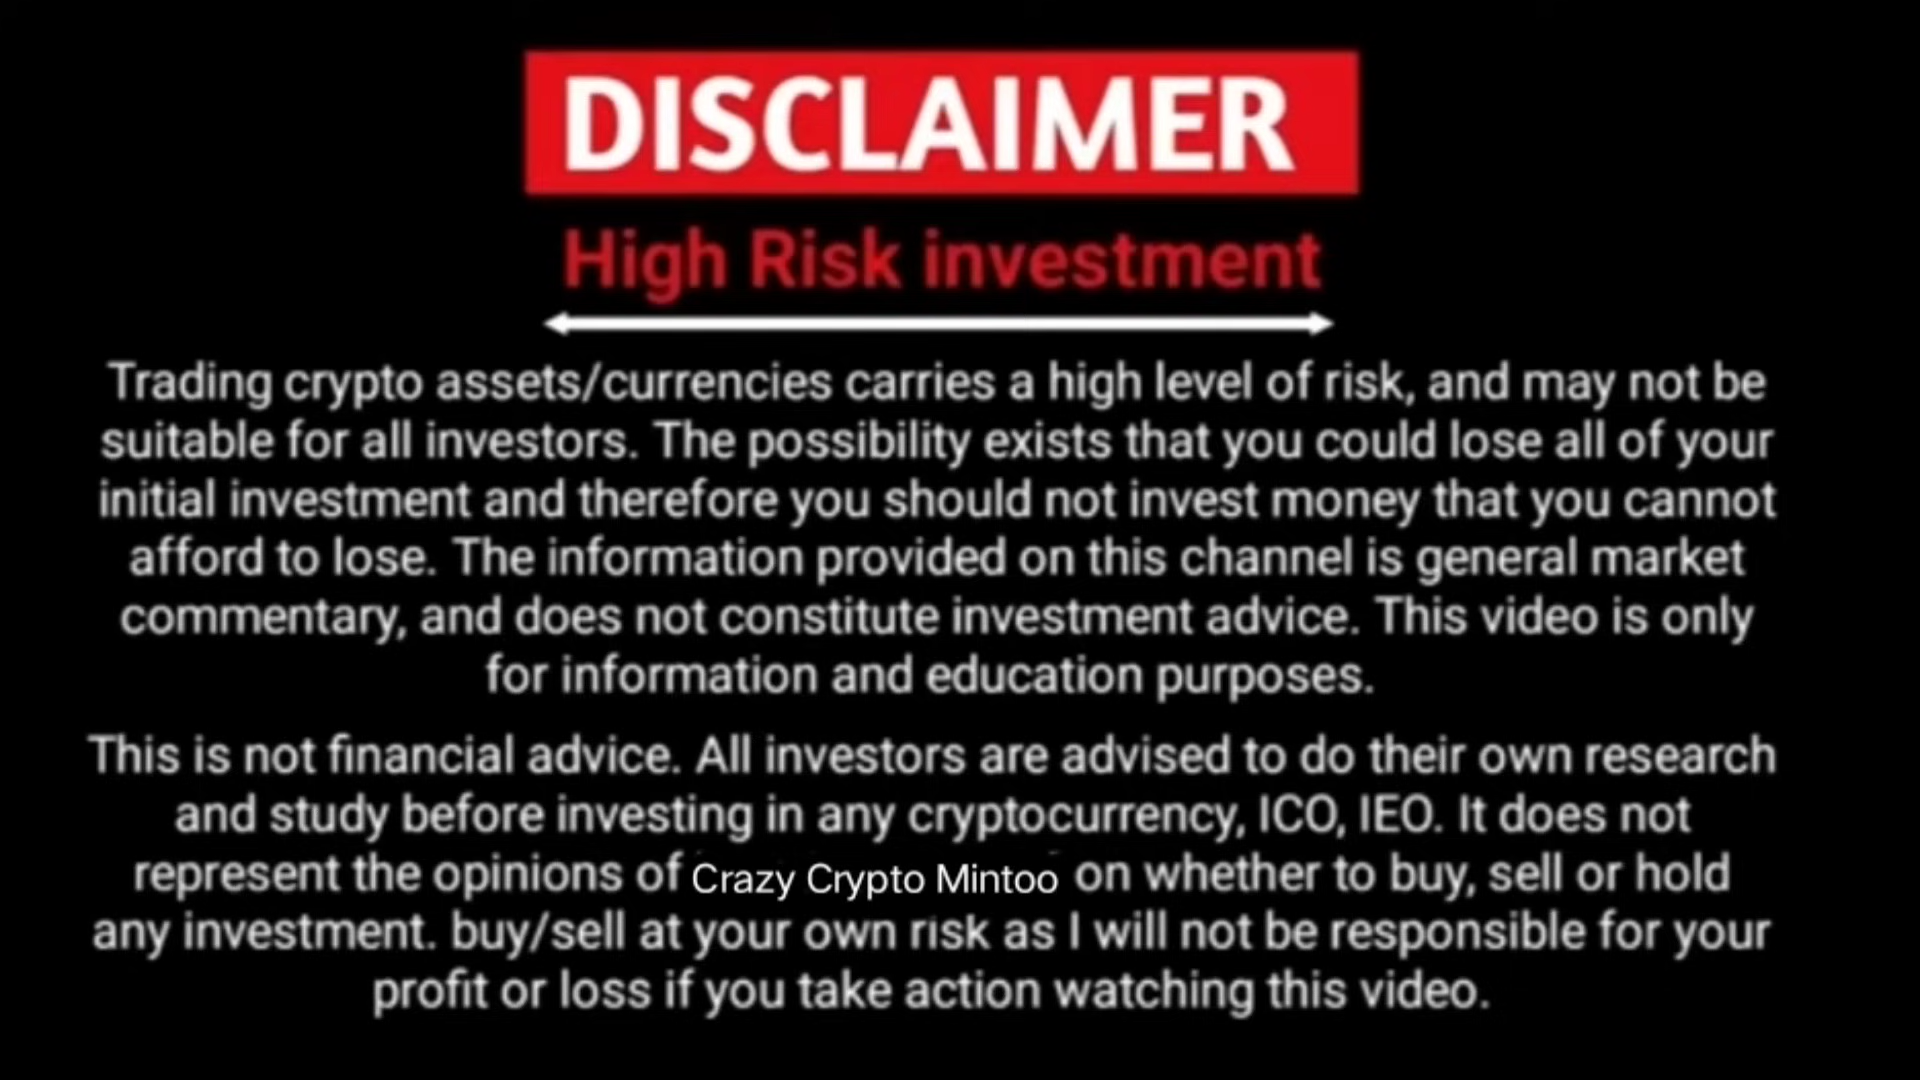 DISCLAIMER
High Risk investment
Trading crypto assets/currencies carries a high level of risk, and may not be
suitable for all investors. The possibility exists that you could lose all of your
initial investment and therefore you should not invest money that you cannot
afford to lose. The information provided on this channel is general market
commentary, and does not constitute investment advice. This video is only
for information and education purposes.
This is not financial advice. All investors are advised to do their own research
and study before investing in any cryptocurrency, ICO, IEO. It does not
represent the opinions of Crazy Crypto Mintoo on whether to buy, sell or hold
any investment. buy/sell at your own risk as I will not be responsible for your
profit or loss if you take action watching this video.